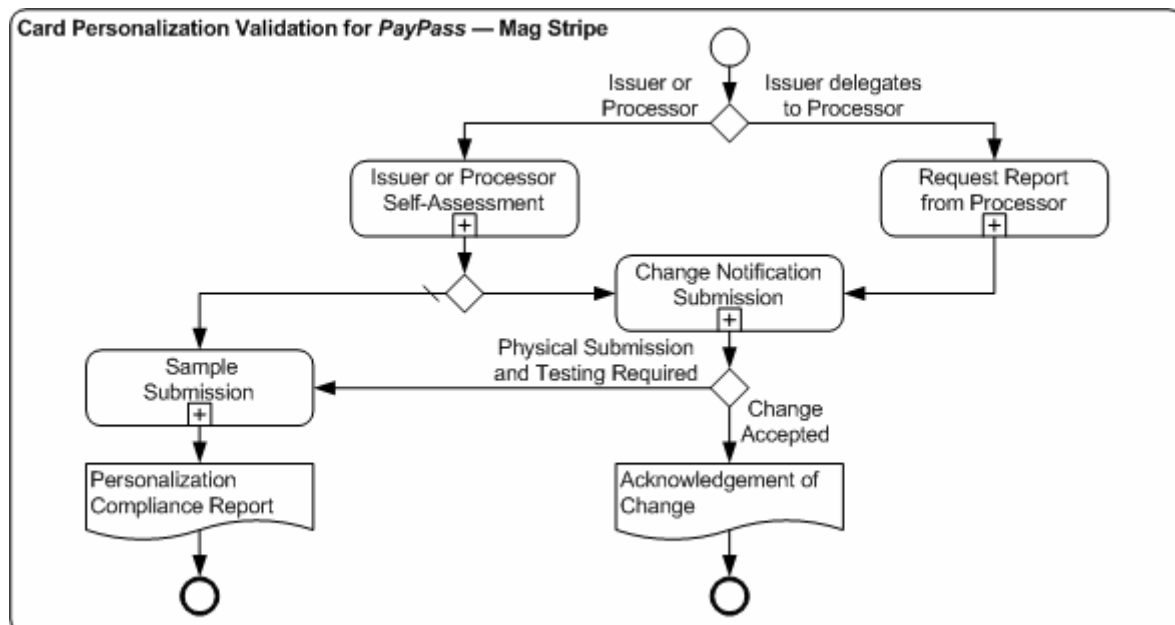 Card Personalization Validation for PayPass — Mag Stripe
Issuer or
Processor
Issuer delegates
to Processor
Issuer or Processor
Self-Assessment
+
Request Report
from Processor
+
Change Notification
Submission
+
Physical Submission
and Testing Required
Sample
Submission
+
Change
Accepted
Personalization
Compliance Report
Acknowledgement of
Change